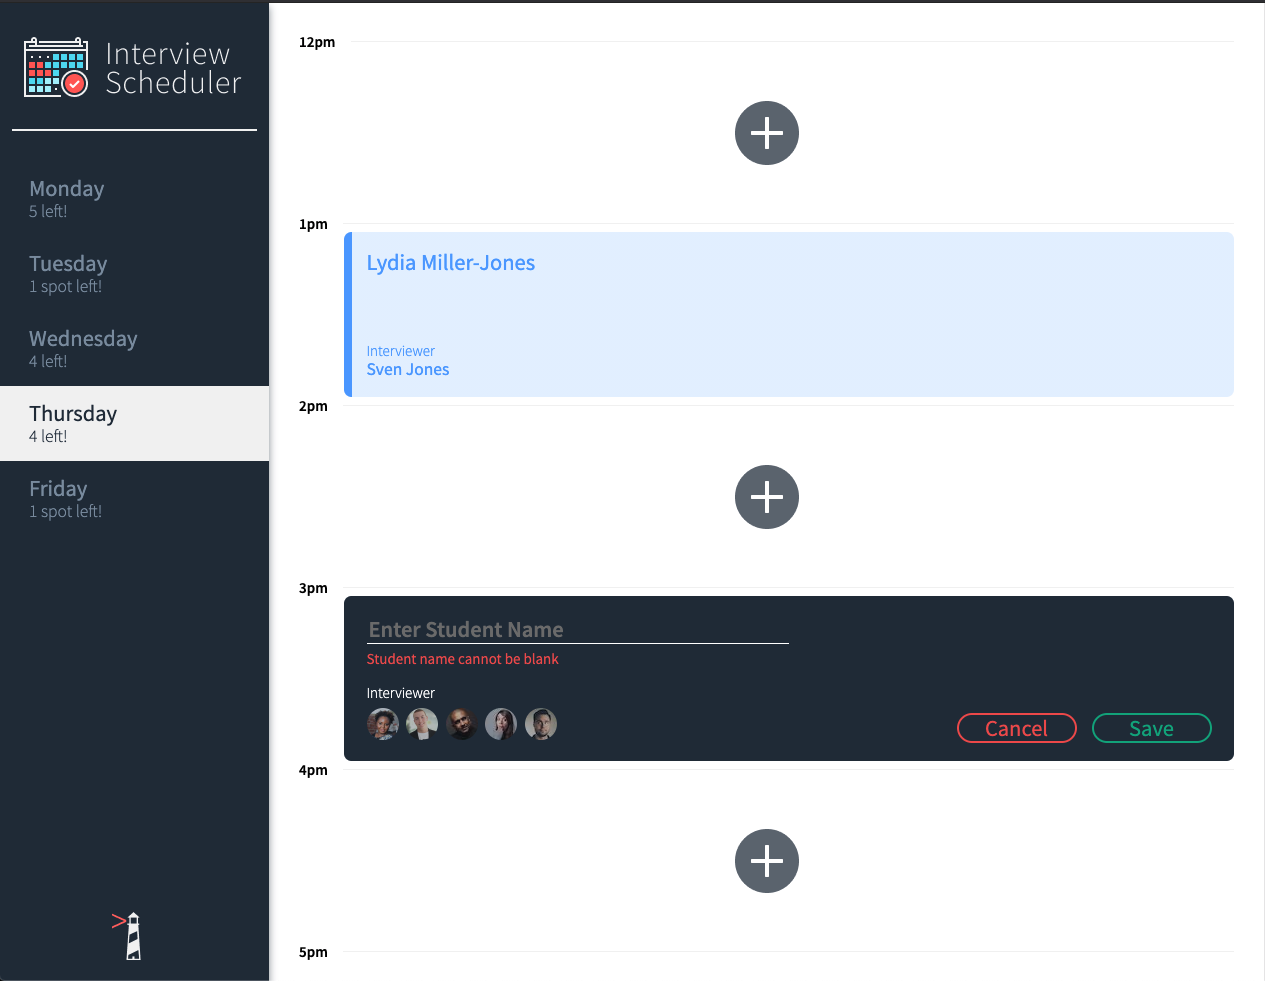 Interview
Scheduler
Monday
5 left!
Tuesday
1 spot left!
Wednesday
4 left!
Thursday
4 left!
Friday
1 spot left!
12pm
1pm
Lydia Miller-Jones
Interviewer
Sven Jones
2pm
3pm
Enter Student Name
Student name cannot be blank
Interviewer
Cancel
Save
4pm
5pm